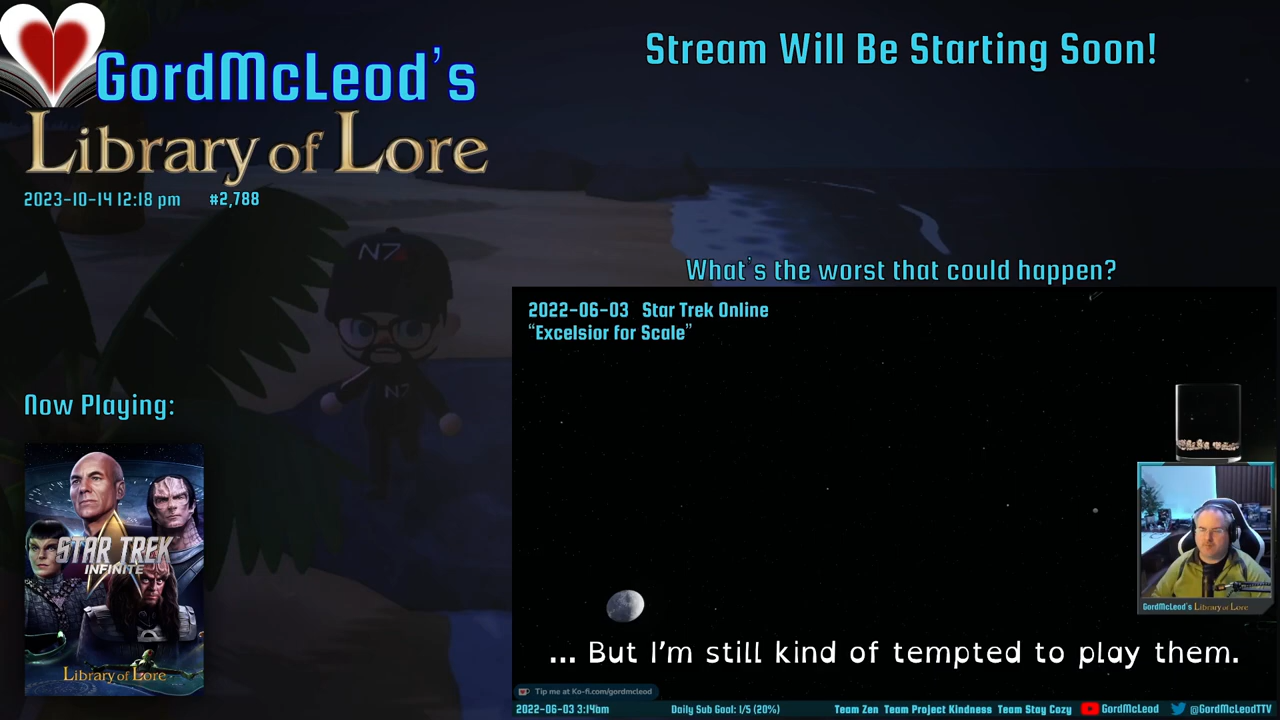 GordMcLeod's
Library of Lore
2023-10-14 12:18 pm #2,788
Stream Will Be Starting Soon!
What's the worst that could happen?
N7
N7
Now Playing:
STAR TREK
INFINITE
Library of Lore
2022-06-03 Star Trek Online
“Excelsior for Scale”
GordMcLeod's Library of Lore
... But I'm still kind of tempted to play them.
Tip me at Ko-fi.com/gordmcleod
2022-06-03 3:14am Daily Sub Goal: 1/5 (20%) Team Zen Team Project Kindness Team Stay Cozy GordMcLeod @GordMcLeodTTV